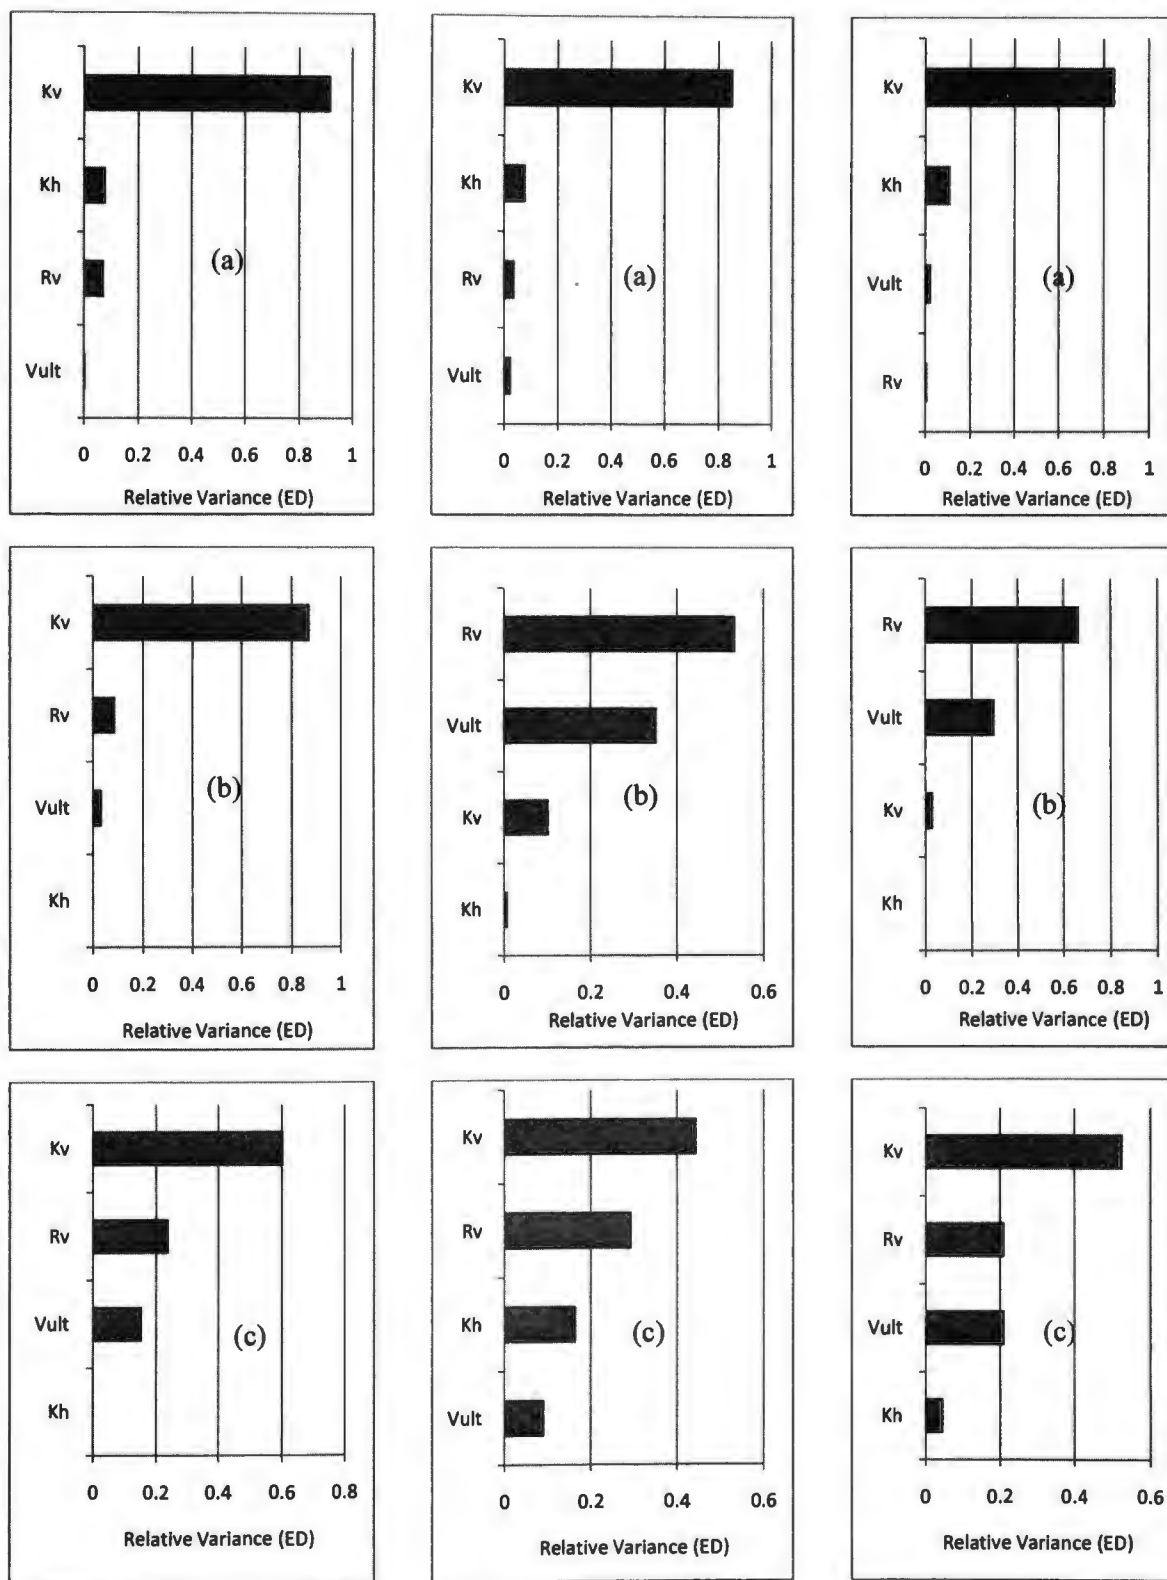 Kv
Kh
Rv
(a)
Vult
0 0.2 0.4 0.6 0.8 1
Relative Variance (ED)
Kv
Kh
Rv
(a)
Vult
0 0.2 0.4 0.6 0.8 1
Relative Variance (ED)
Kv
Kh
Vult
(a)
Rv
0 0.2 0.4 0.6 0.8 1
Relative Variance (ED)
Kv
Rv
(b)
Vult
Kh
0 0.2 0.4 0.6 0.8 1
Relative Variance (ED)
Rv
Vult
(b)
Kv
Kh
0 0.2 0.4 0.6
Relative Variance (ED)
Rv
Vult
(b)
Kv
Kh
0 0.2 0.4 0.6 0.8 1
Relative Variance (ED)
Kv
Rv
Vult
(c)
Kh
0 0.2 0.4 0.6 0.8
Relative Variance (ED)
Kv
Rv
Kh
(c)
Vult
0 0.2 0.4 0.6
Relative Variance (ED)
Kv
Rv
Vult
(c)
Kh
0 0.2 0.4 0.6
Relative Variance (ED)